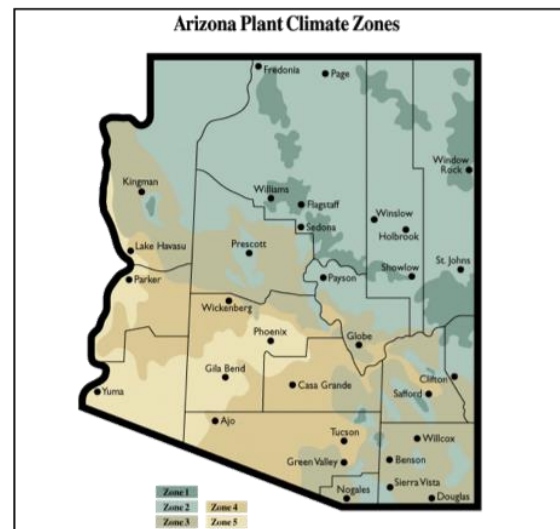 Arizona Plant Climate Zones
Fredonia
Page
Window
Rock
Kingman
Williams
Flagstaff
Winslow
Holbrook
Sedona
Lake Havasu
Prescott
St. Johns
Showlow
Parker
Payson
Wickenberg
Phoenix
Globe
Gila Bend
Clifton
Yuma
Casa Grande
Safford
Ajo
Tucson
Willcox
Green Valley
Benson
Sierra Vista
Nogales
Douglas
Zone 1
Zone 2 Zone 4
Zone 3 Zone 5